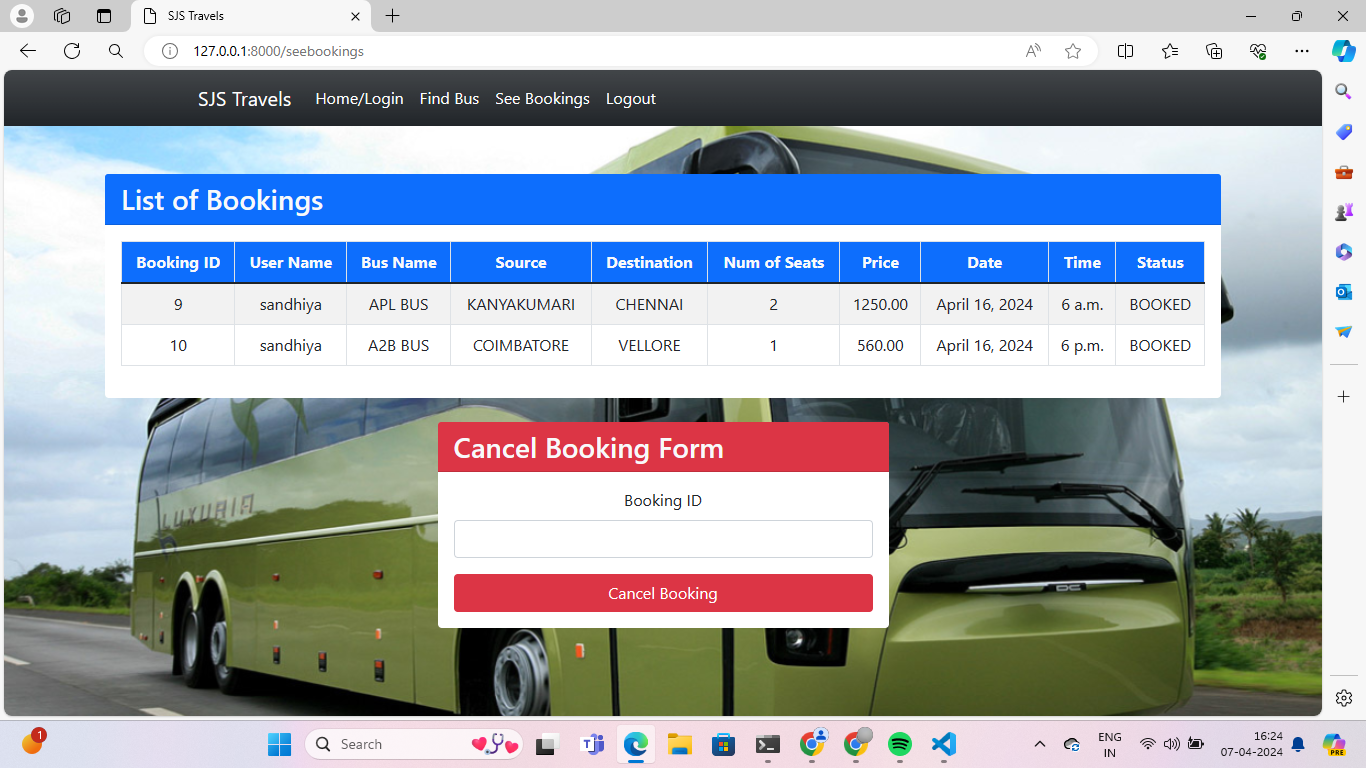 SJS Travels
127.0.0.1:8000/seebookings
SJS Travels Home/Login Find Bus See Bookings Logout
List of Bookings
Booking ID User Name Bus Name Source Destination Num of Seats Price Date Time Status
9 sandhiya APL BUS KANYAKUMARI CHENNAI 2 1250.00 April 16, 2024 6 a.m. BOOKED
10 sandhiya A2B BUS COIMBATORE VELLORE 1 560.00 April 16, 2024 6 p.m. BOOKED
Cancel Booking Form
Booking ID
Cancel Booking
LUXURIA
DC
1
Search
ENG
IN
16:24
07-04-2024
PRE